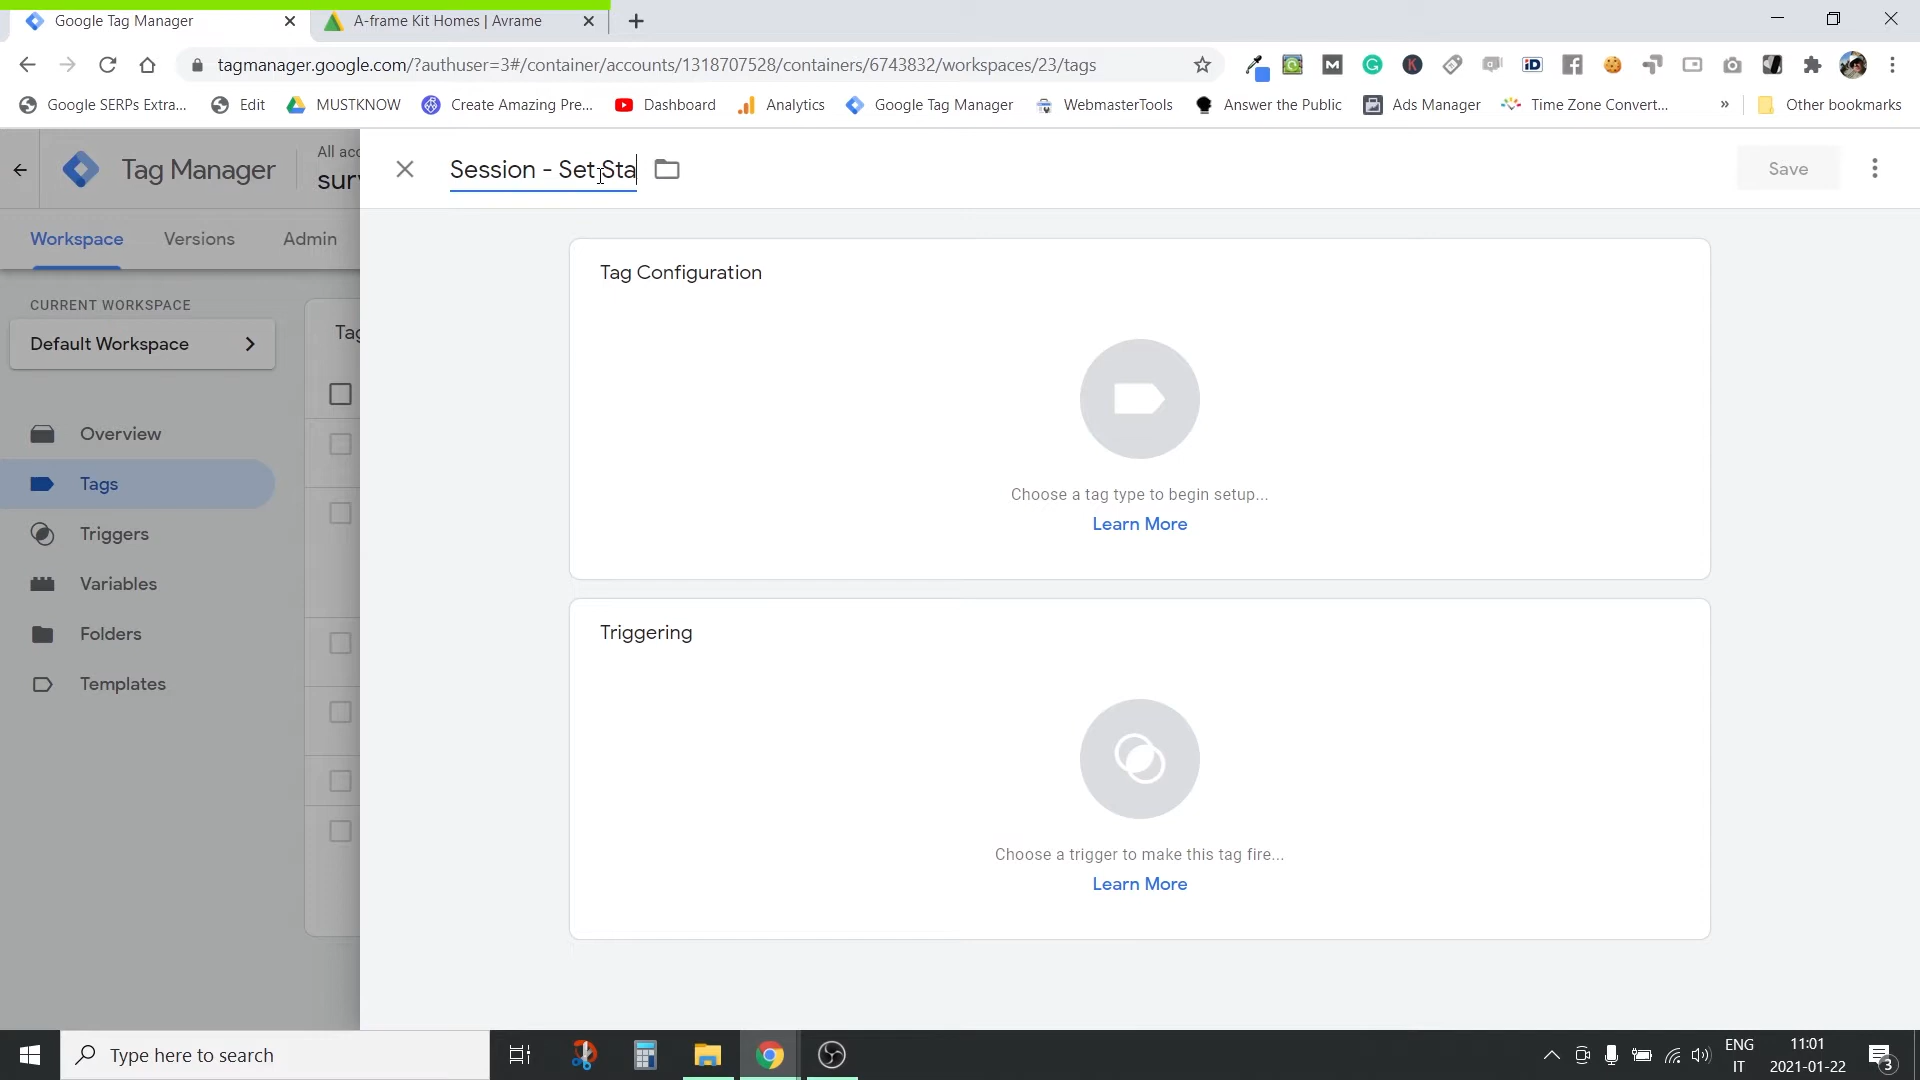 Google Tag Manager
A-frame Kit Homes | Avrame
tagmanager.google.com/?authuser=3#/container/accounts/1318707528/containers/6743832/workspaces/23/tags
Google SERPs Extra...
Edit
MUSTKNOW
Create Amazing Pre...
Dashboard
Analytics
Google Tag Manager
WebmasterTools
Answer the Public
Ads Manager
Time Zone Convert...
»
Other bookmarks
Tag Manager
All acc
surv
Session - Set Sta
Save
Workspace
Versions
Admin
CURRENT WORKSPACE
Default Workspace
Tag
Overview
Tags
Triggers
Variables
Folders
Templates
Tag Configuration
Choose a tag type to begin setup...
Learn More
Triggering
Choose a trigger to make this tag fire...
Learn More
Type here to search
ENG
IT
11:01
2021-01-22
3